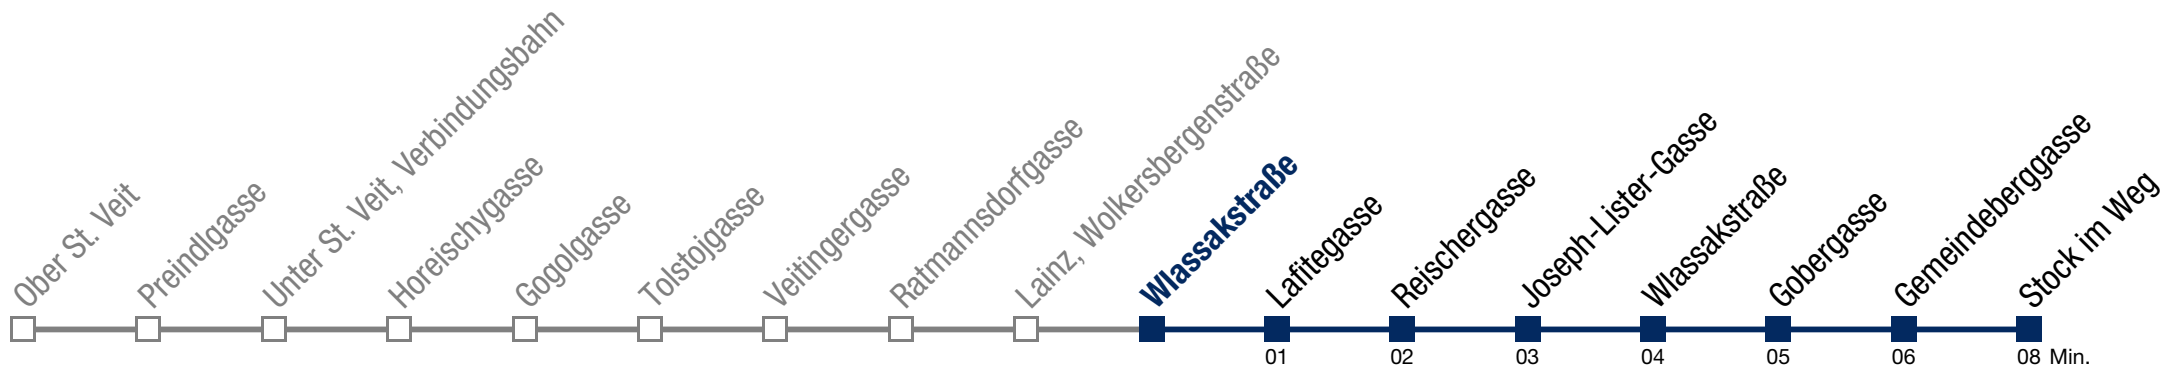 Ober St. Veit
Preindlgasse
Unter St. Veit, Verbindungsbahn
Horeischygasse
Gogolgasse
Tolstojgasse
Veitingergasse
Ratmannsdorfgasse
Lainz, Wolkersbergenstraße
Wlassakstraße
Lafitegasse
Reischergasse
Joseph-Lister-Gasse
Wlassakstraße
Gobergasse
Gemeindeberggasse
Stock im Weg
01 02 03 04 05 06 08 Min.